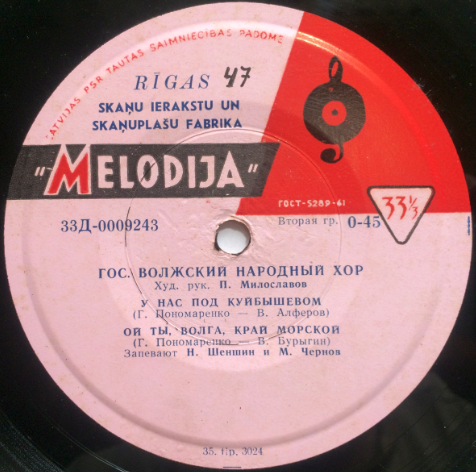 LATVIJAS PSR TAUTAS SAIMNIECĪBAS PADOME
RĪGAS 47
SKAŅU IERAKSTU UN
SKAŅUPLAŠU FABRIKA
"MELODIJA"
ГОСТ-5289-61
33Д-0009243
Вторая гр. 0-45
33⅓
ГОС. ВОЛЖСКИЙ НАРОДНЫЙ ХОР
Худ. рук. П. Милославов
У НАС ПОД КУЙБЫШЕВОМ
(Г. Пономаренко — В. Алферов)
ОЙ ТЫ, ВОЛГА, КРАЙ МОРСКОЙ
(Г. Пономаренко — В. Бурыгин)
Запевают Н. Шеншин и М. Чернов
35. Пр. 3024